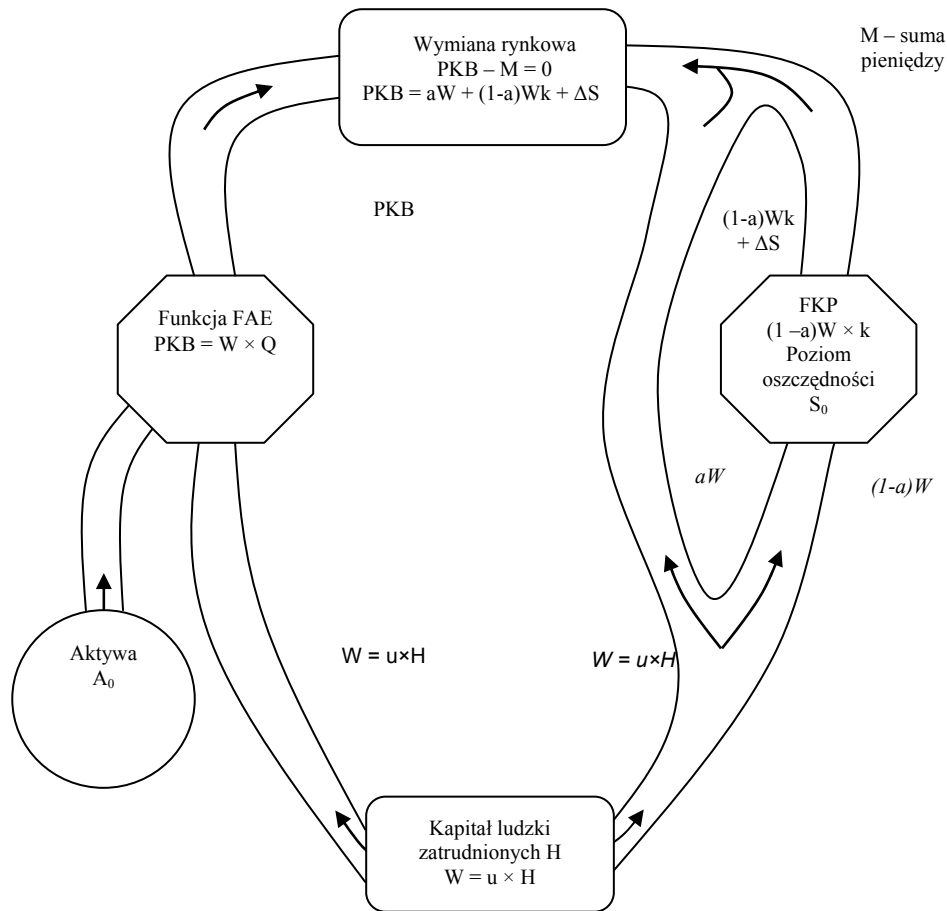 Wymiana rynkowa
PKB – M = 0
PKB = aW + (1-a)Wk + ΔS
M – suma
pieniędzy
PKB
(1-a)Wk
+ ΔS
Funkcja FAE
PKB = W × Q
FKP
(1 –a)W × k
Poziom
oszczędności
S₀
aW
(1-a)W
Aktywa
A₀
W = u×H
W = u×H
Kapitał ludzki
zatrudnionych H
W = u × H